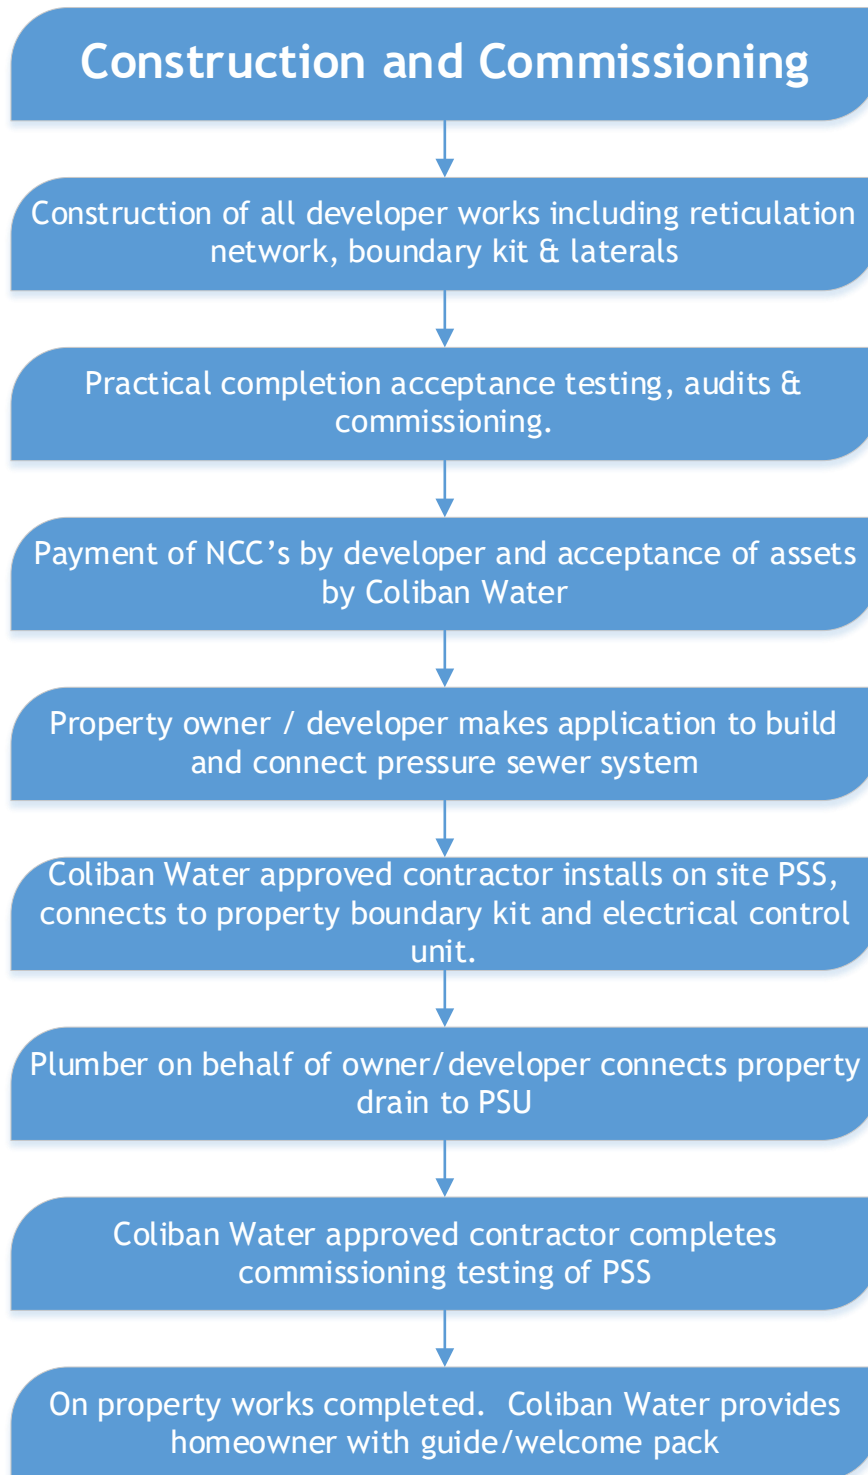 Construction and Commissioning
Construction of all developer works including reticulation
network, boundary kit & laterals
Practical completion acceptance testing, audits &
commissioning.
Payment of NCC’s by developer and acceptance of assets
by Coliban Water
Property owner / developer makes application to build
and connect pressure sewer system
Coliban Water approved contractor installs on site PSS,
connects to property boundary kit and electrical control
unit.
Plumber on behalf of owner/developer connects property
drain to PSU
Coliban Water approved contractor completes
commissioning testing of PSS
On property works completed.  Coliban Water provides
homeowner with guide/welcome pack